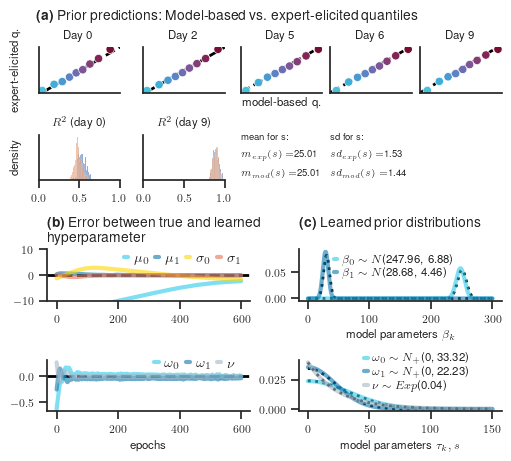 (a) Prior predictions: Model-based vs. expert-elicited quantiles
Day 0 Day 2 Day 5 Day 6 Day 9
expert-elicited q.
model-based q.
R² (day 0) R² (day 9)
density
0.0 0.5 1.0 0.0 0.5 1.0
mean for s: sd for s:
m_exp(s) =25.01 sd_exp(s) =1.53
m_mod(s) =25.01 sd_mod(s) =1.44
(b) Error between true and learned
hyperparameter
μ₀ μ₁ σ₀ σ₁
10
0
−10
0 200 400 600
ω₀ ω₁ ν
0.0
−0.5
0 200 400 600
epochs
(c) Learned prior distributions
β₀ ∼ N(247.96, 6.88)
β₁ ∼ N(28.68, 4.46)
0.05
0.00
0 100 200 300
model parameters βₖ
ω₀ ∼ N₊(0, 33.32)
ω₁ ∼ N₊(0, 22.23)
ν ∼ Exp(0.04)
0.025
0.000
0 50 100 150
model parameters τₖ, s